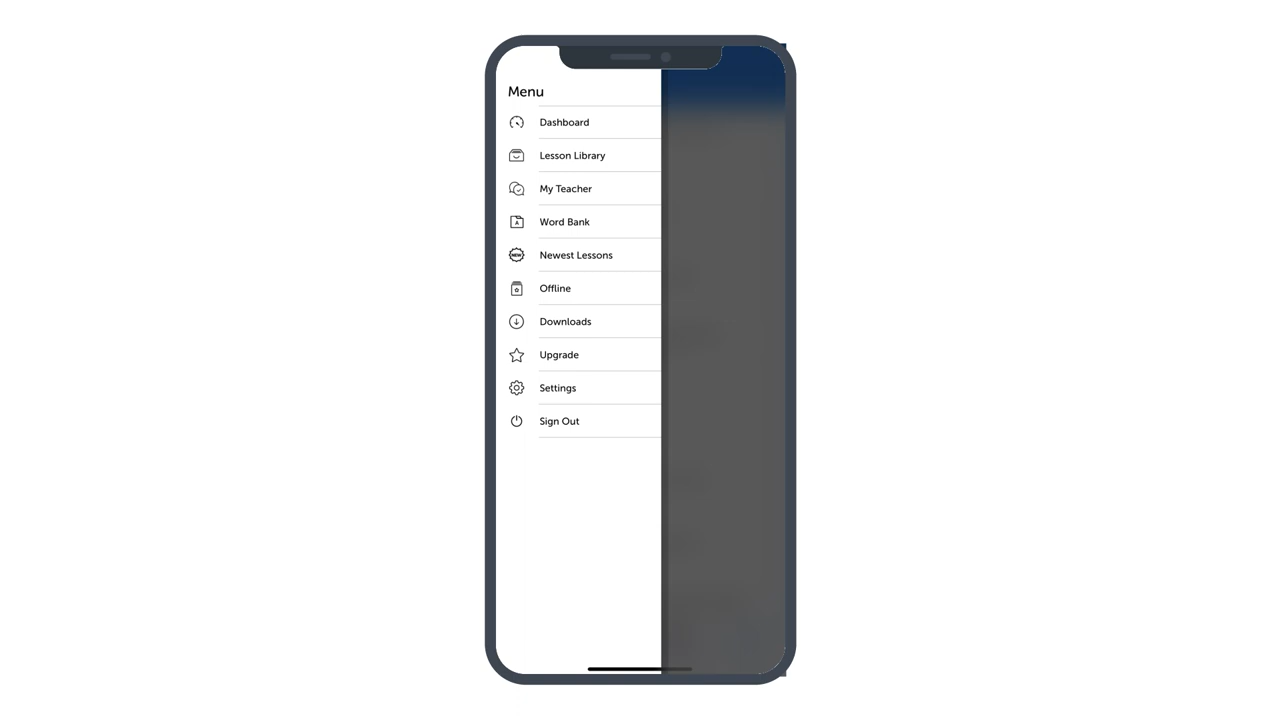 Menu
Dashboard
Lesson Library
My Teacher
Word Bank
Newest Lessons
Offline
Downloads
Upgrade
Settings
Sign Out